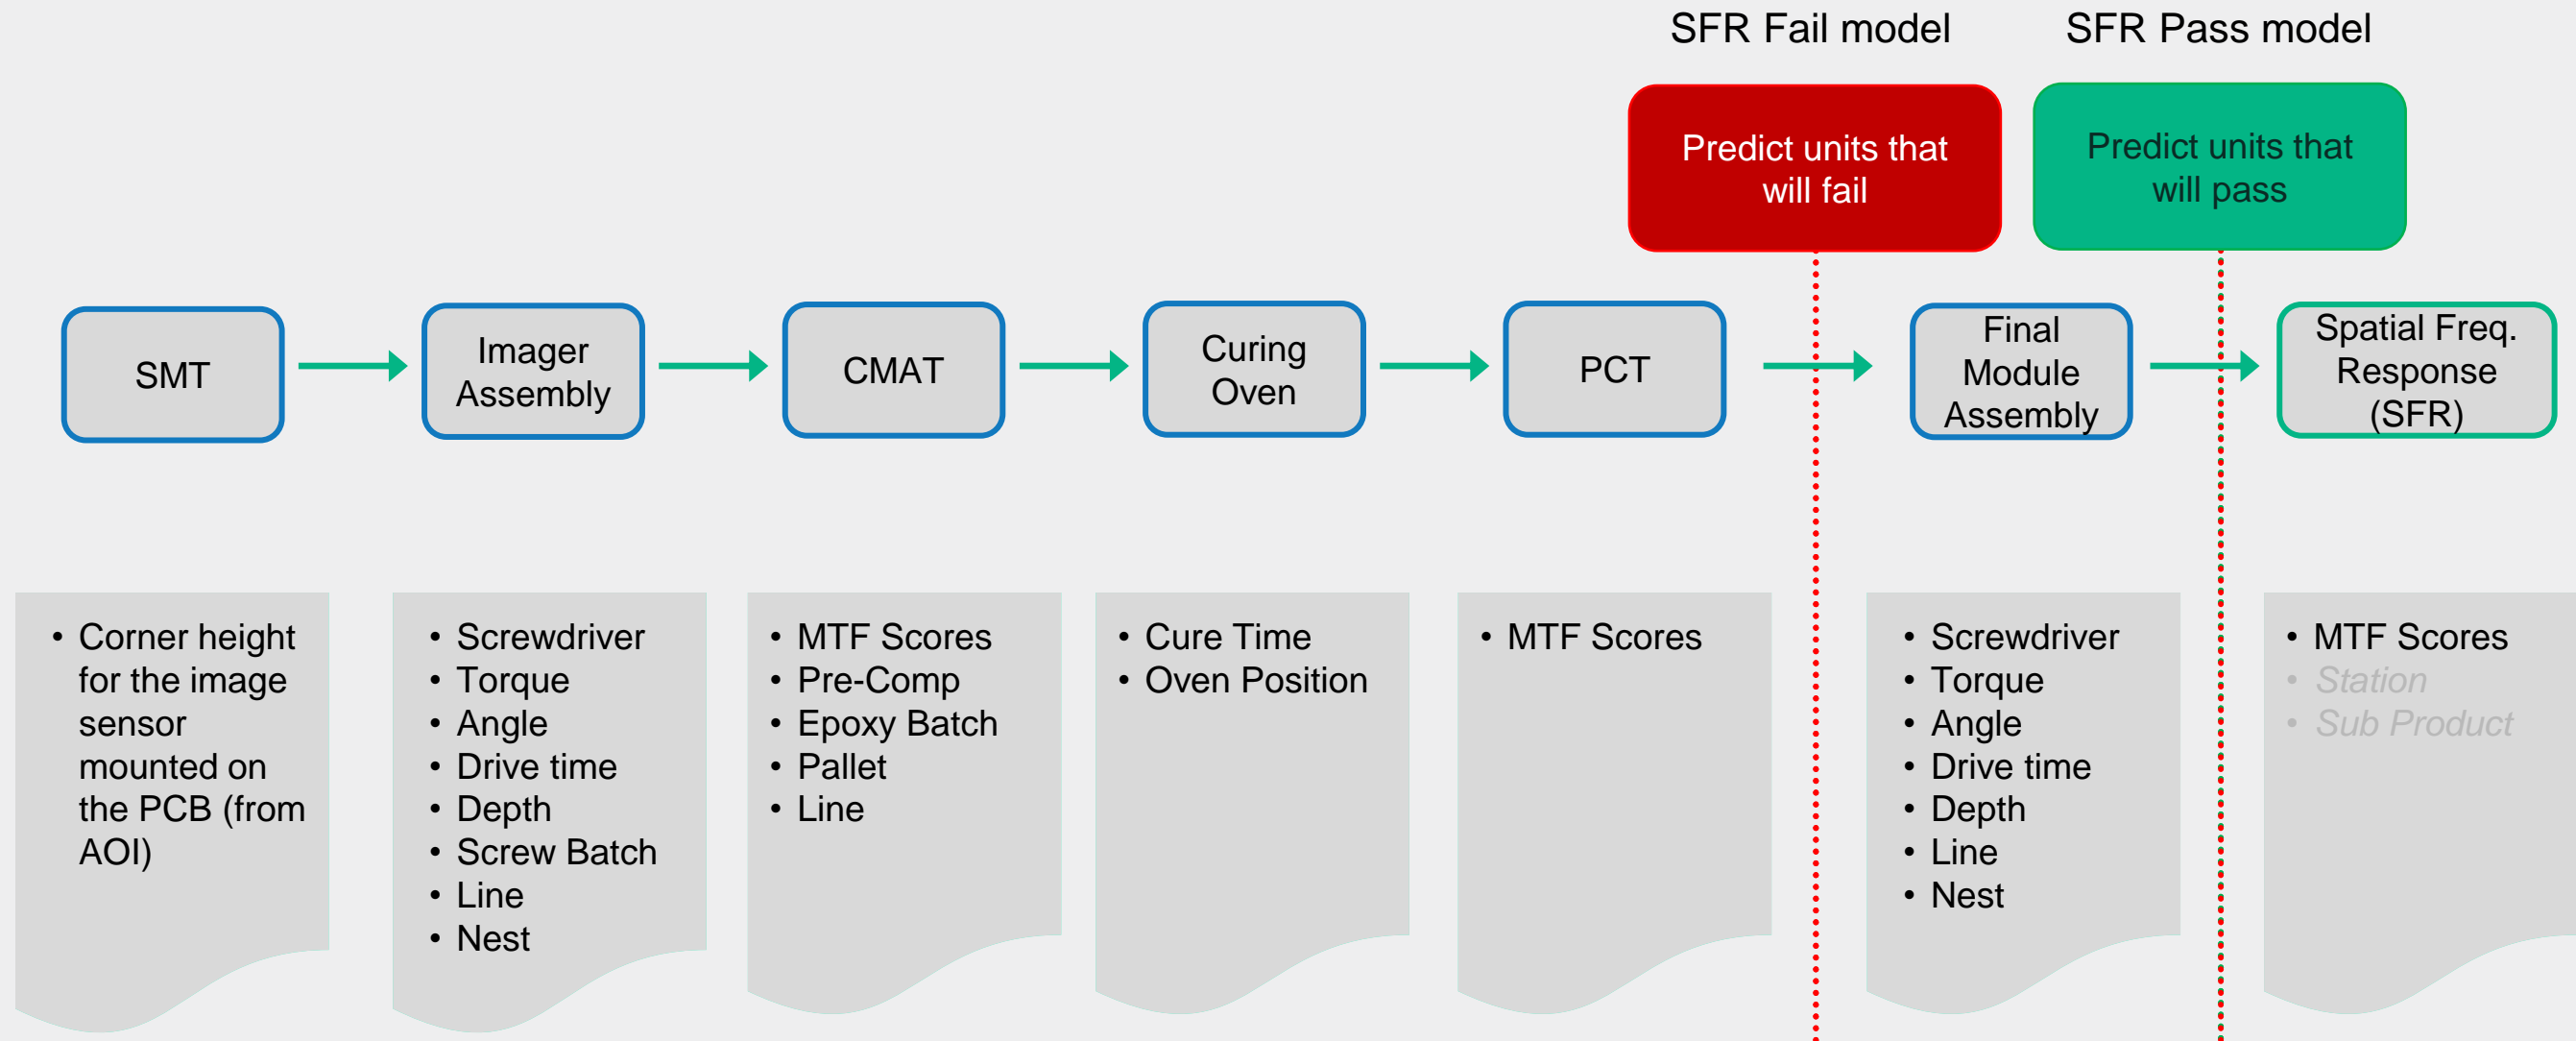 SFR Fail model
SFR Pass model
Predict units that
will fail
Predict units that
will pass
SMT
Imager
Assembly
CMAT
Curing
Oven
PCT
Final
Module
Assembly
Spatial Freq.
Response
(SFR)
• Corner height
for the image
sensor
mounted on
the PCB (from
AOI)
• Screwdriver
• Torque
• Angle
• Drive time
• Depth
• Screw Batch
• Line
• Nest
• MTF Scores
• Pre-Comp
• Epoxy Batch
• Pallet
• Line
• Cure Time
• Oven Position
• MTF Scores
• Screwdriver
• Torque
• Angle
• Drive time
• Depth
• Line
• Nest
• MTF Scores
• Station
• Sub Product